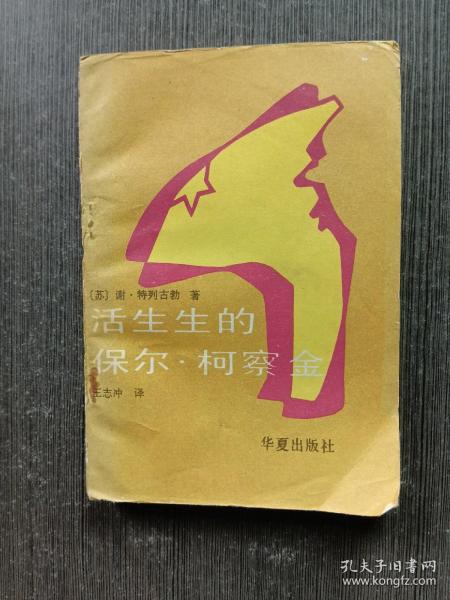 〔苏〕谢·特列古勃 著
活生生的
保尔·柯察金
王志冲 译
华夏出版社
孔夫子旧书网
www.kongfz.com